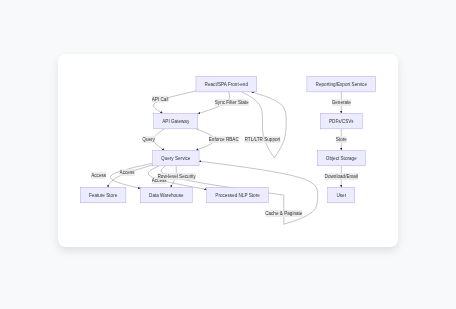 React/SPA Front-end
Reporting/Export Service
API Call
Sync Filter State
Generate
API Gateway
PDFs/CSVs
Query
Enforce RBAC
RTL/LTR Support
Store
Query Service
Object Storage
Access
Access
Access
Row-level Security
Download/Email
Feature Store
Data Warehouse
Processed NLP Store
User
Cache & Paginate